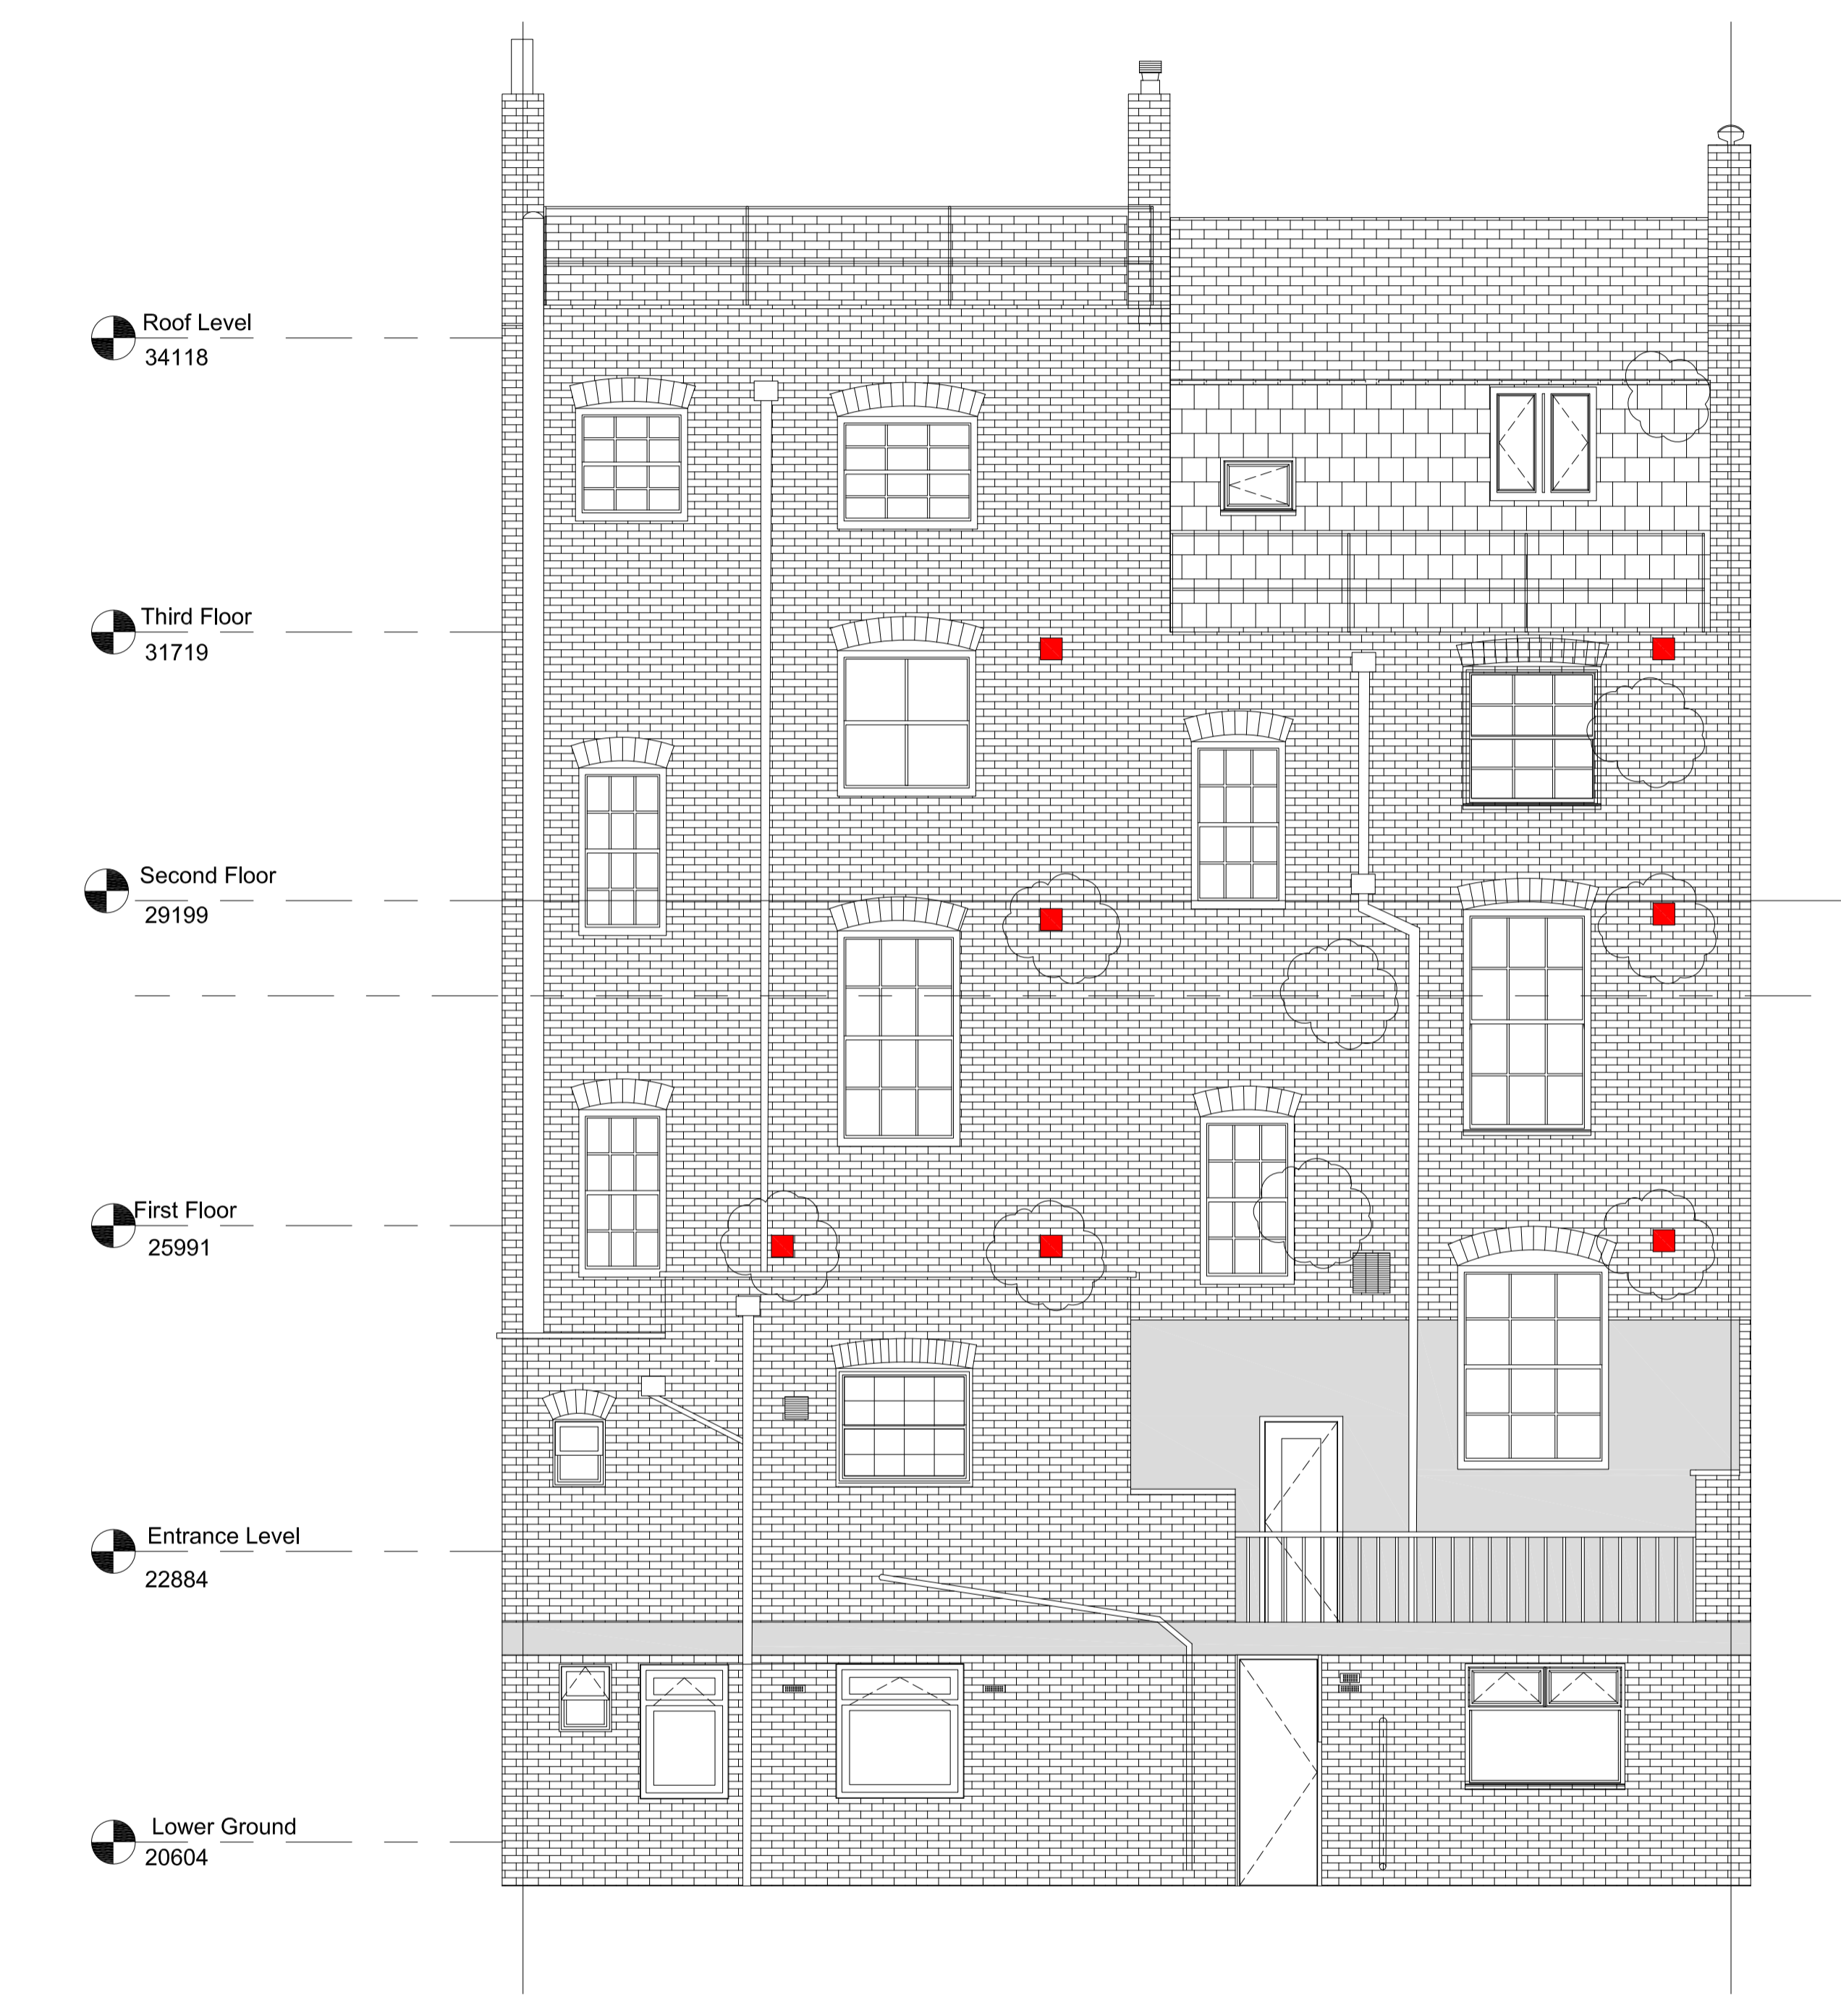 Roof Level
34118
Third Floor
31719
Second Floor
29199
First Floor
25991
Entrance Level
22884
Lower Ground
20604